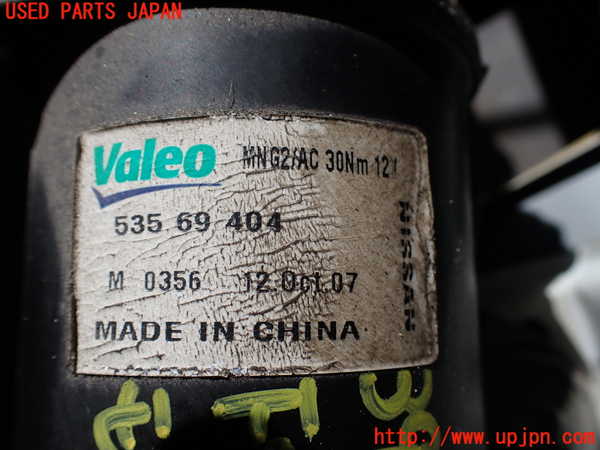 USED PARTS JAPAN
Valeo MNG2/AC 30Nm 12V
535 69 404
M 0356 12.Oct.07
NISSAN
MADE IN CHINA
http://www.upjpn.com/